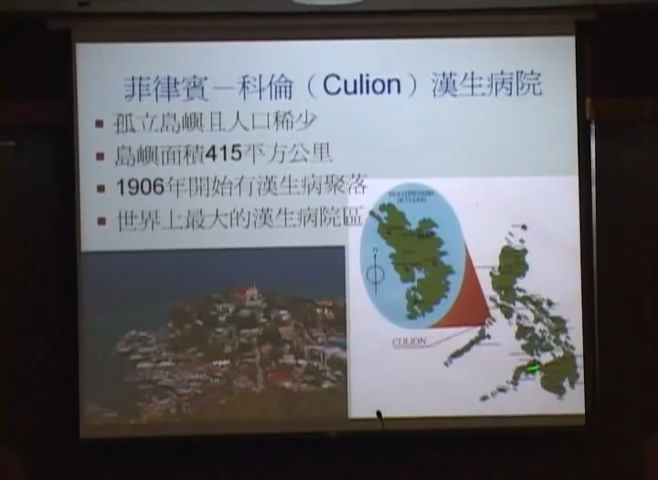 菲律賓－科倫（Culion）漢生病院
孤立島嶼且人口稀少
島嶼面積415平方公里
1906年開始有漢生病聚落
世界上最大的漢生病院區
N
CULION